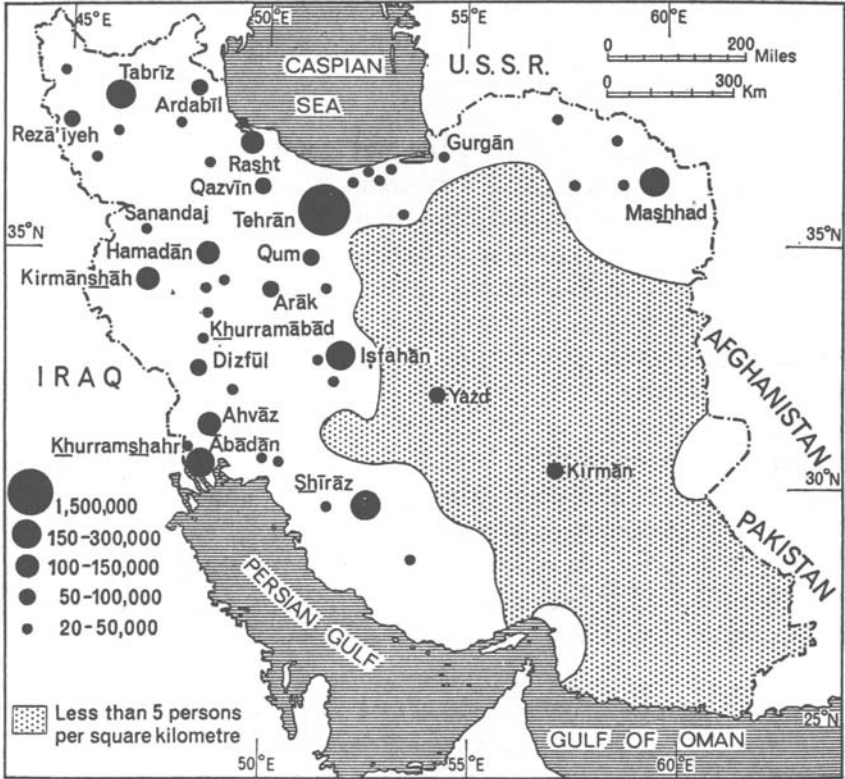 45°E
50°E
55°E
60°E
CASPIAN
SEA
U.S.S.R.
0 200
Miles
0 300
Km
Tabrīz
Ardabīl
Rezā'īyeh
Rasht
Gurgān
Qazvīn
Mashhad
Sanandaj
Tehrān
35°N
35°N
Hamadān
Qum
Kirmānshāh
Arāk
Khurramābād
Dizfūl
Iṣfahān
IRAQ
AFGHANISTAN
Yazd
Ahvāz
Khurramshahr
Ābādān
Kirmān
Shīrāz
30°N
PAKISTAN
1,500,000
150-300,000
100-150,000
50-100,000
20-50,000
PERSIAN GULF
Less than 5 persons
per square kilometre
25°N
GULF OF OMAN
50°E
55°E
60°E